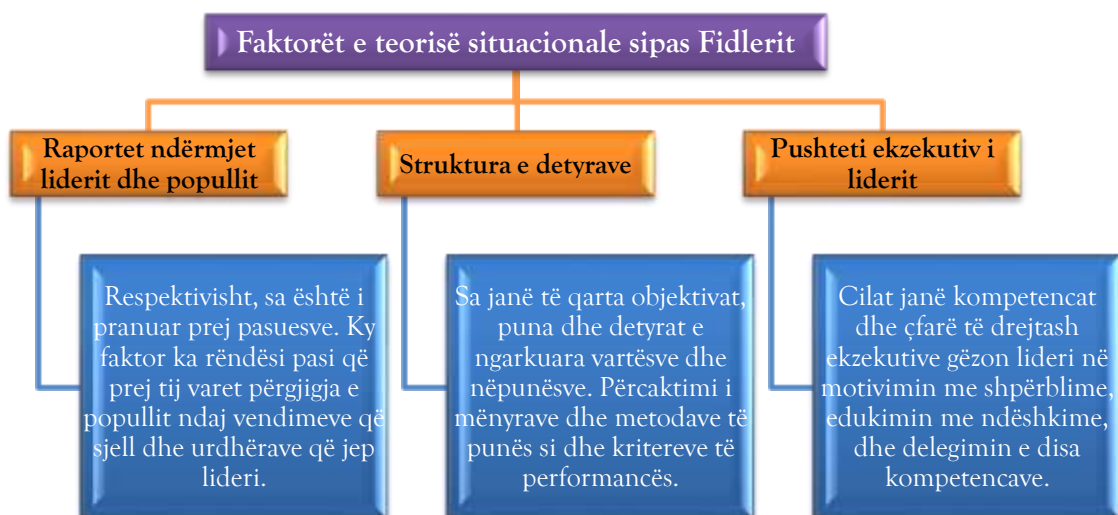 Faktorët e teorisë situacionale sipas Fidlerit
Raportet ndërmjet
liderit dhe popullit
Struktura e detyrave
Pushteti ekzekutiv i
liderit
Respektivisht, sa është i
pranuar prej pasuesve. Ky
faktor ka rëndësi pasi që
prej tij varet përgjigja e
popullit ndaj vendimeve që
sjell dhe urdhërave që jep
lideri.
Sa janë të qarta objektivat,
puna dhe detyrat e
ngarkuara vartësve dhe
nëpunësve. Përcaktimi i
mënyrave dhe metodave të
punës si dhe kritereve të
performancës.
Cilat janë kompetencat
dhe çfarë të drejtash
ekzekutive gëzon lideri në
motivimin me shpërblime,
edukimin me ndëshkime,
dhe delegimin e disa
kompetencave.